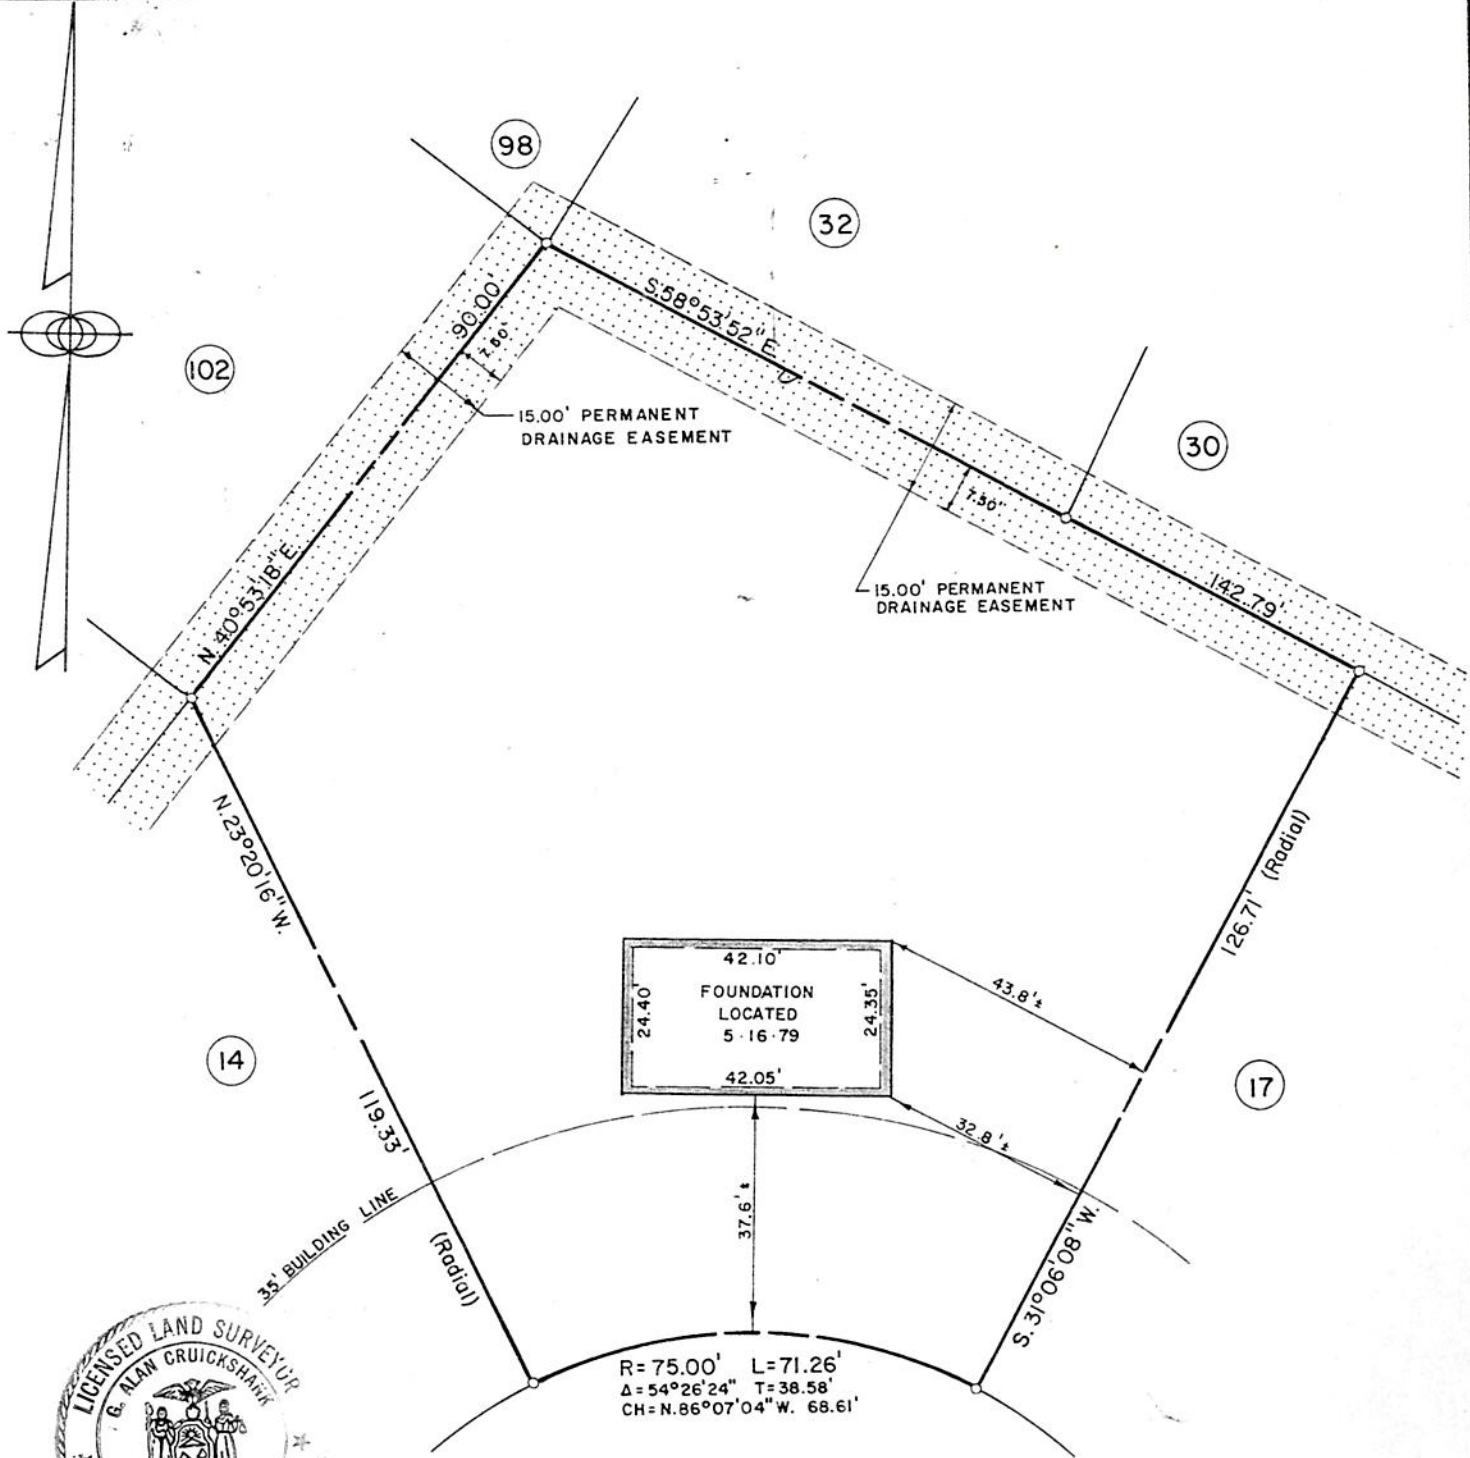 98
32
90.00'
S.58°53'52"E.
7.50'
102
15.00' PERMANENT
DRAINAGE EASEMENT
30
7.50'
N.40°53'18"E.
15.00' PERMANENT
DRAINAGE EASEMENT
142.79'
N.23°20'16"W.
126.71' (Radial)
42.10'
FOUNDATION
LOCATED
5·16·79
24.40'
24.35'
42.05'
43.8'±
14
17
119.33'
32.8'±
37.6'±
35' BUILDING LINE
(Radial)
S.31°06'08"W.
R=75.00' L=71.26'
Δ=54°26'24" T=38.58'
CH=N.86°07'04"W. 68.61'
LICENSED LAND SURVEYOR
G. ALAN CRUICKSHANK